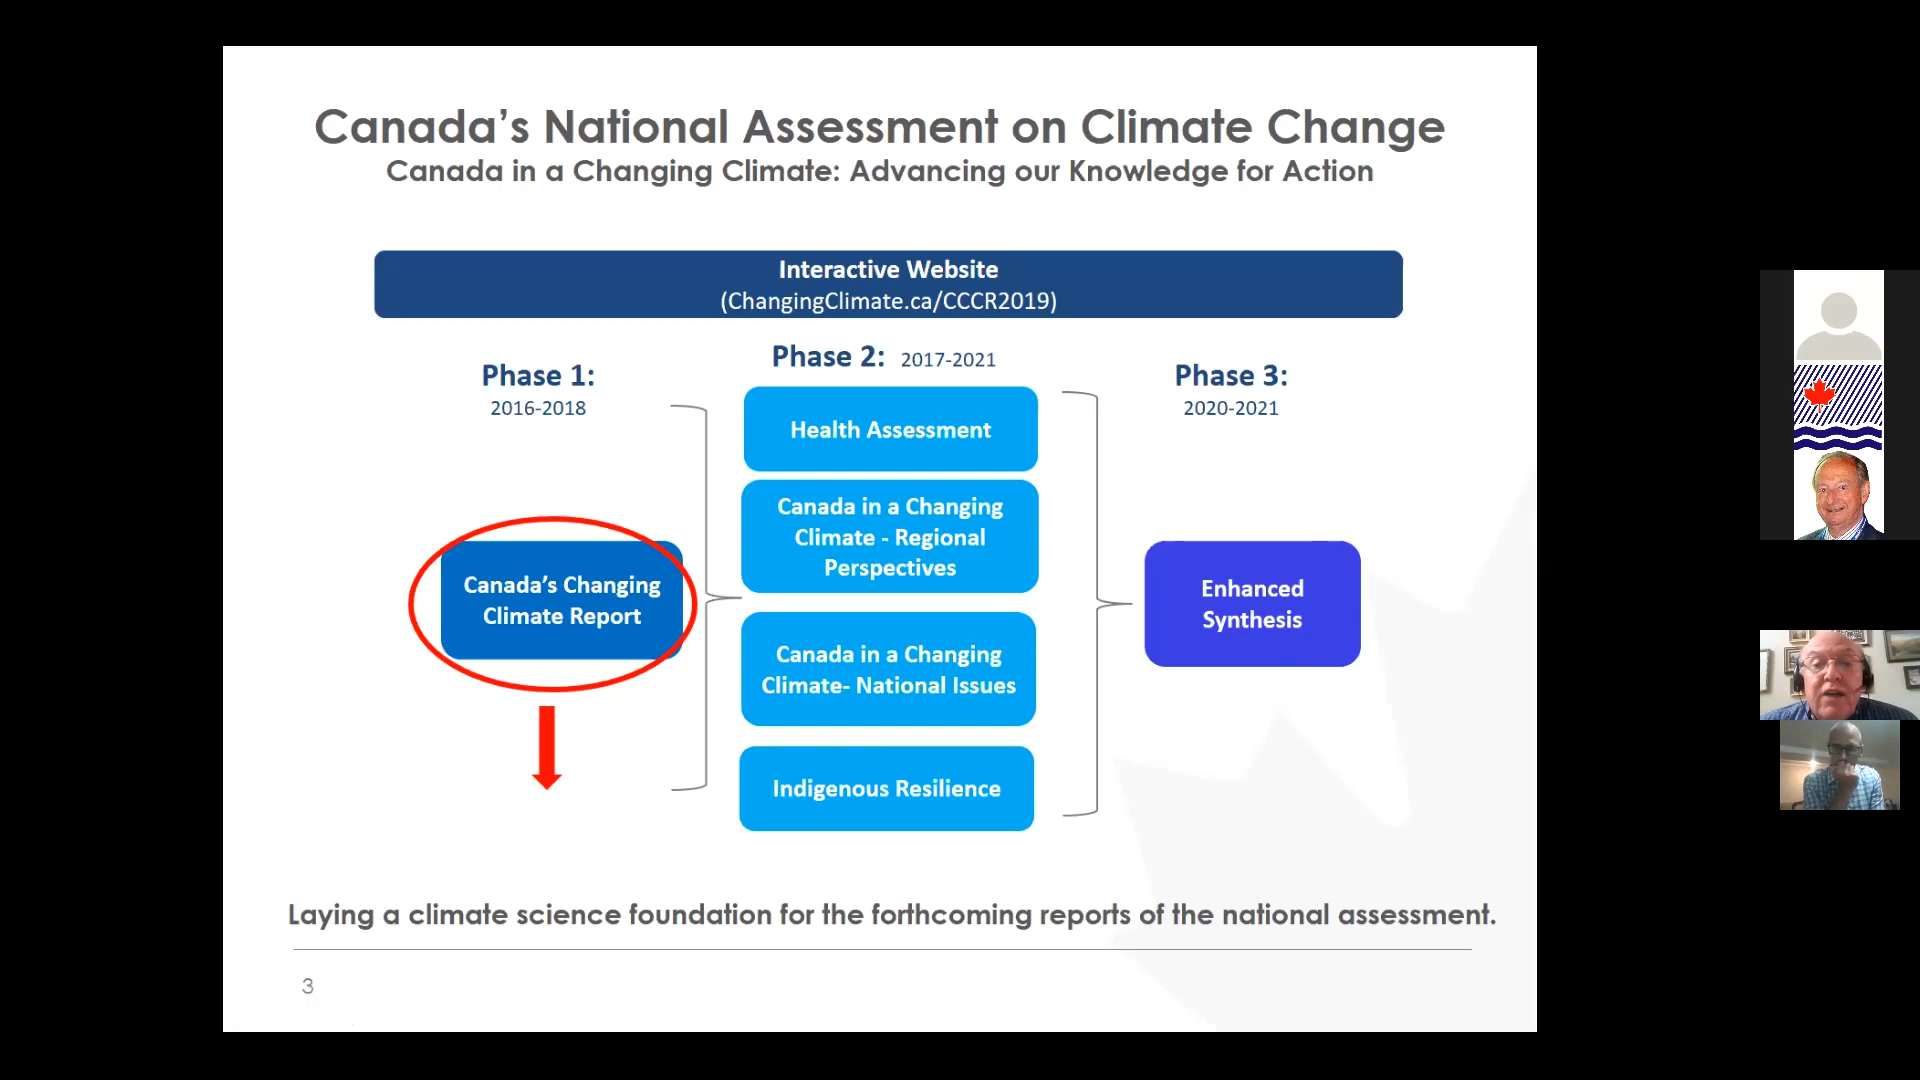 Canada's National Assessment on Climate Change
Canada in a Changing Climate: Advancing our Knowledge for Action
Interactive Website
(ChangingClimate.ca/CCCR2019)
Phase 1:
2016-2018
Canada's Changing
Climate Report
Phase 2: 2017-2021
Health Assessment
Canada in a Changing
Climate - Regional
Perspectives
Canada in a Changing
Climate- National Issues
Indigenous Resilience
Phase 3:
2020-2021
Enhanced
Synthesis
Laying a climate science foundation for the forthcoming reports of the national assessment.
3